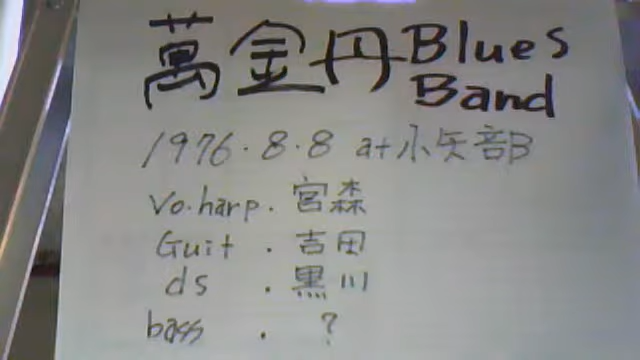 萬金丹 Blues
Band
1976.8.8 at 小矢部
Vo.harp. 宮森
Guit . 吉田
ds . 黒川
bass . ?